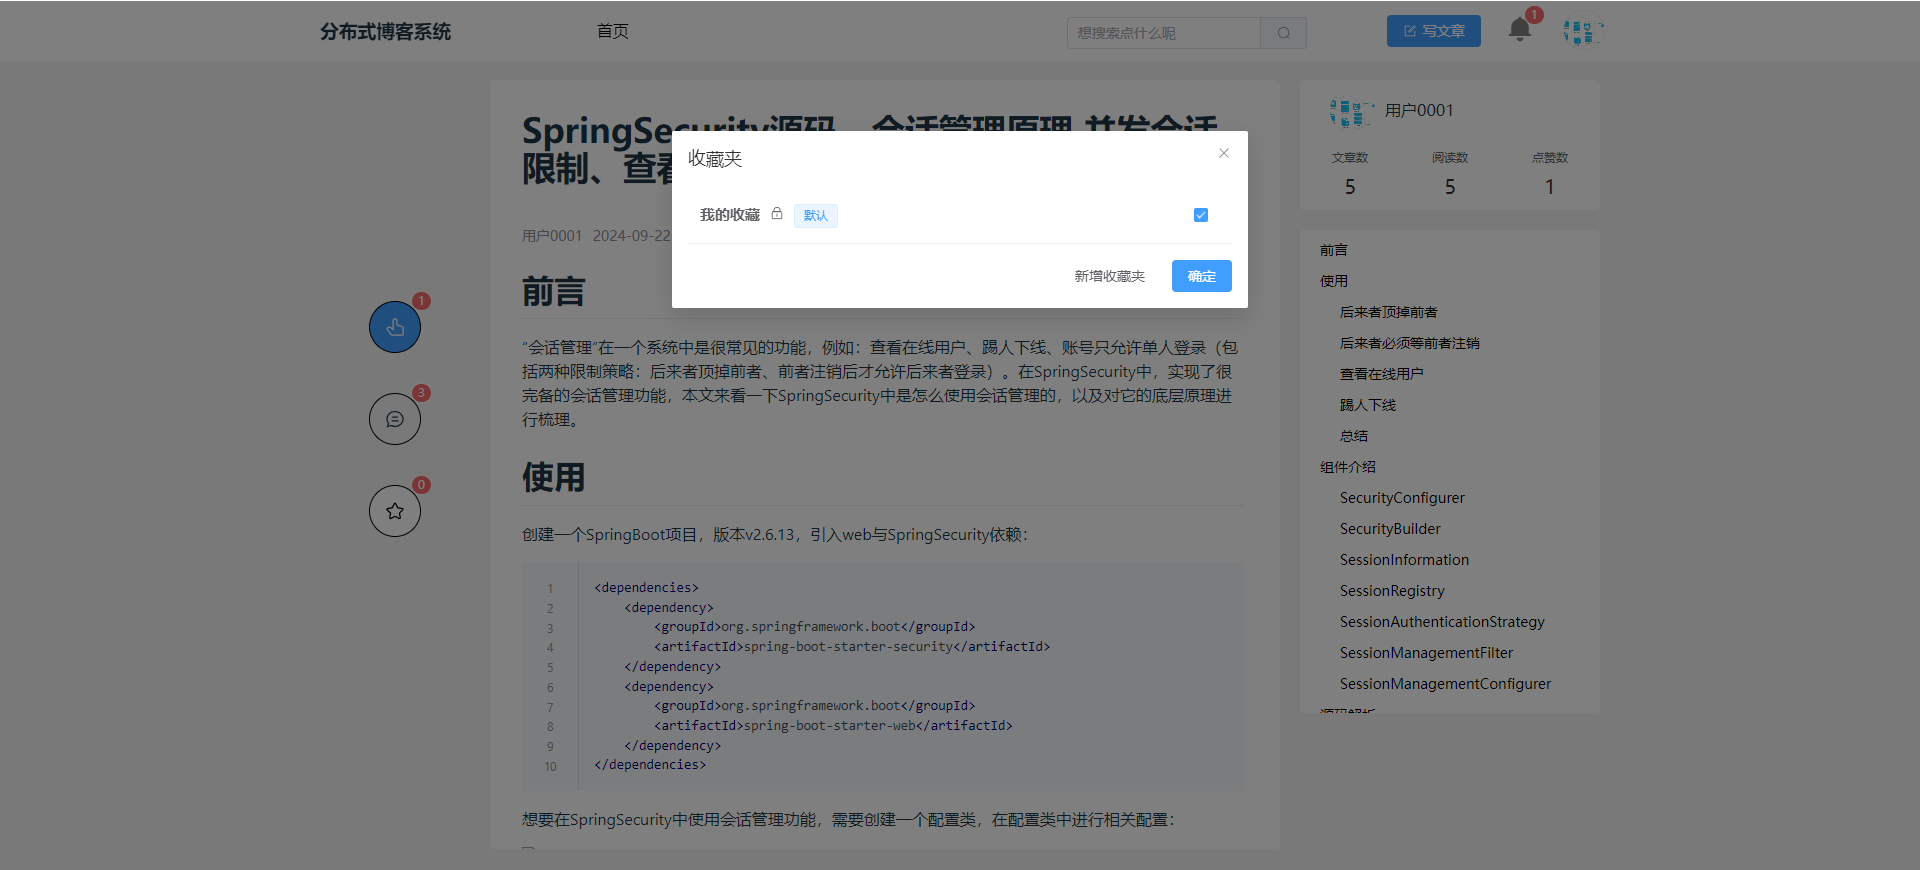 分布式博客系统
首页
想搜索点什么呢
写文章
1
SpringSecurity源码
限制、查看
用户0001 2024-09-22
收藏夹
我的收藏 默认
新增收藏夹 确定
1
3
0
前言
“会话管理”在一个系统中是很常见的功能，例如：查看在线用户、踢人下线、账号只允许单人登录（包
括两种限制策略：后来者顶掉前者、前者注销后才允许后来者登录）。在SpringSecurity中，实现了很
完备的会话管理功能，本文来看一下SpringSecurity中是怎么使用会话管理的，以及对它的底层原理进
行梳理。
使用
创建一个SpringBoot项目，版本v2.6.13，引入web与SpringSecurity依赖：
1 <dependencies>
2 <dependency>
3 <groupId>org.springframework.boot</groupId>
4 <artifactId>spring-boot-starter-security</artifactId>
5 </dependency>
6 <dependency>
7 <groupId>org.springframework.boot</groupId>
8 <artifactId>spring-boot-starter-web</artifactId>
9 </dependency>
10 </dependencies>
想要在SpringSecurity中使用会话管理功能，需要创建一个配置类，在配置类中进行相关配置：
用户0001
文章数 阅读数 点赞数
5 5 1
前言
使用
后来者顶掉前者
后来者必须等前者注销
查看在线用户
踢人下线
总结
组件介绍
SecurityConfigurer
SecurityBuilder
SessionInformation
SessionRegistry
SessionAuthenticationStrategy
SessionManagementFilter
SessionManagementConfigurer